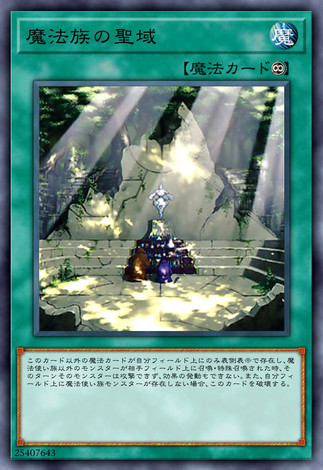 魔法族の聖域
魔
【魔法カード♾】
このカード以外の魔法カードが自分フィールド上にのみ表側表示で存在し、魔
法使い族以外のモンスターが相手フィールド上に召喚・特殊召喚された時、そ
のターンそのモンスターは攻撃できず、効果の発動もできない。また、自分フィー
ルド上に魔法使い族モンスターが存在しない場合、このカードを破壊する。
25407643